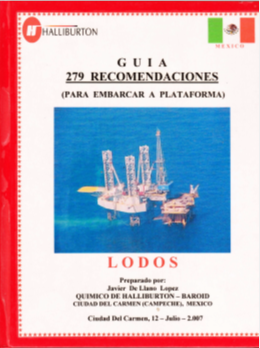 HALLIBURTON
MEXICO
GUIA
279 RECOMENDACIONES
(PARA EMBARCAR A PLATAFORMA)
LODOS
Preparado por:
Javier De Llano Lopez
QUIMICO DE HALLIBURTON – BAROID
CIUDAD DEL CARMEN (CAMPECHE), MEXICO
Ciudad Del Carmen, 12 – Julio – 2.007